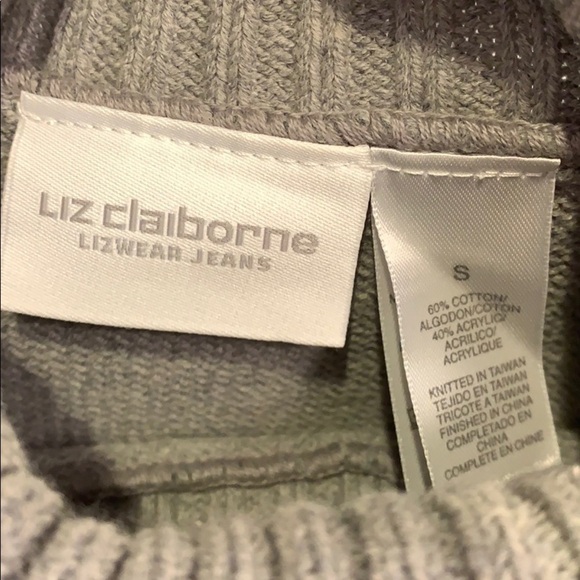 Liz claiborne
LIZWEAR JEANS
S
60% COTTON/
ALGODON/COTON
40% ACRYLIC/
ACRILICO/
ACRYLIQUE
KNITTED IN TAIWAN
TEJIDO EN TAIWAN
TRICOTE A TAIWAN
FINISHED IN CHINA
COMPLETADO EN
CHINA
COMPLETE EN CHINE